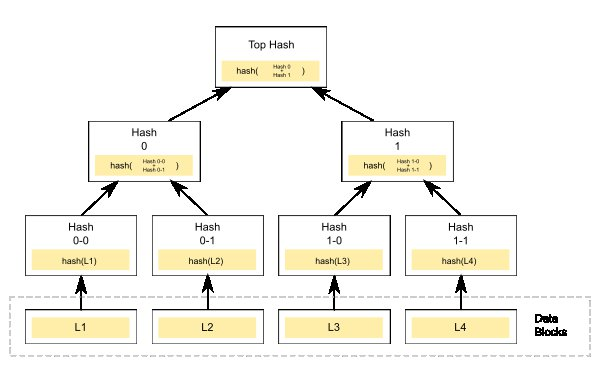 Top Hash
hash( Hash 0 + Hash 1 )
Hash
0
hash( Hash 0-0 + Hash 0-1 )
Hash
1
hash( Hash 1-0 + Hash 1-1 )
Hash
0-0
hash(L1)
Hash
0-1
hash(L2)
Hash
1-0
hash(L3)
Hash
1-1
hash(L4)
L1
L2
L3
L4
Data
Blocks